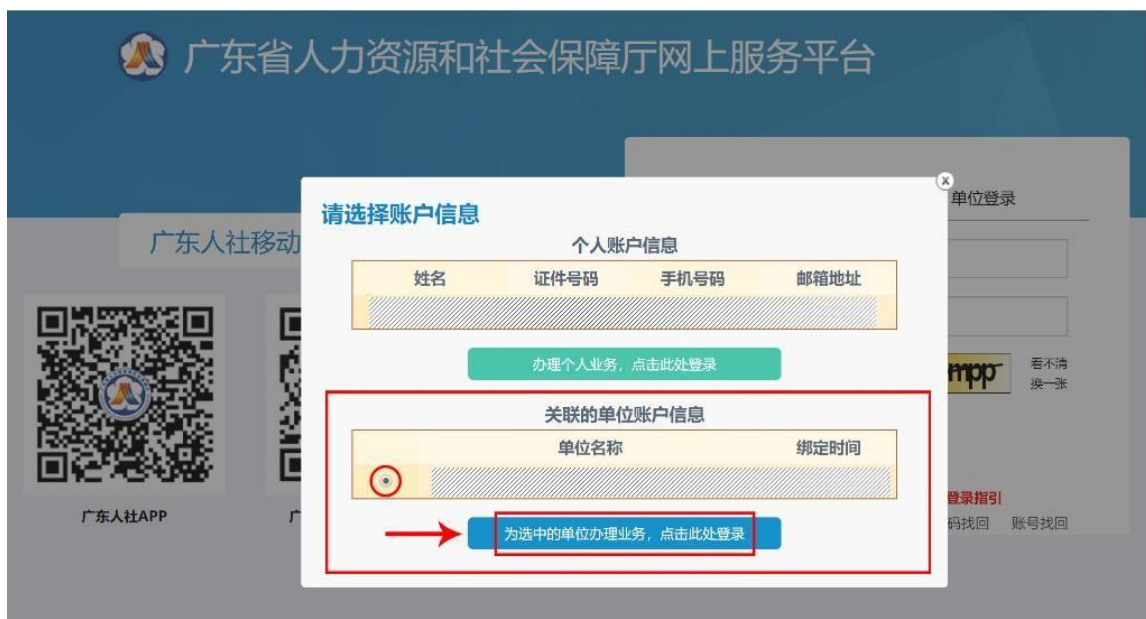 广东省人力资源和社会保障厅网上服务平台
单位登录
请选择账户信息
广东人社移动
个人账户信息
姓名 证件号码 手机号码 邮箱地址
办理个人业务，点击此处登录
mpp 看不清
换一张
关联的单位账户信息
单位名称 绑定时间
登录指引
广东人社APP
码找回 账号找回
为选中的单位办理业务，点击此处登录